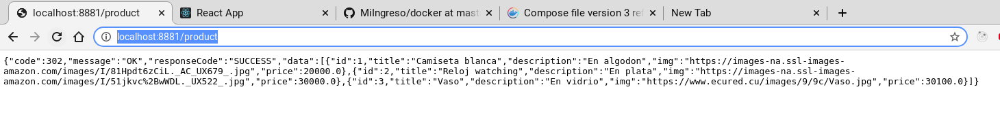 localhost:8881/product
React App
MiIngreso/docker at mast
Compose file version 3 ref
New Tab
localhost:8881/product
{"code":302,"message":"OK","responseCode":"SUCCESS","data":[{"id":1,"title":"Camiseta blanca","description":"En algodon","img":"https://images-na.ssl-images-
amazon.com/images/I/81Hpdt6zCiL._AC_UX679_.jpg","price":20000.0},{"id":2,"title":"Reloj watching","description":"En plata","img":"https://images-na.ssl-images-
amazon.com/images/I/51jkvc%2BwWDL._UX522_.jpg","price":30000.0},{"id":3,"title":"Vaso","description":"En vidrio","img":"https://www.ecured.cu/images/9/9c/Vaso.jpg","price":30100.0}]}